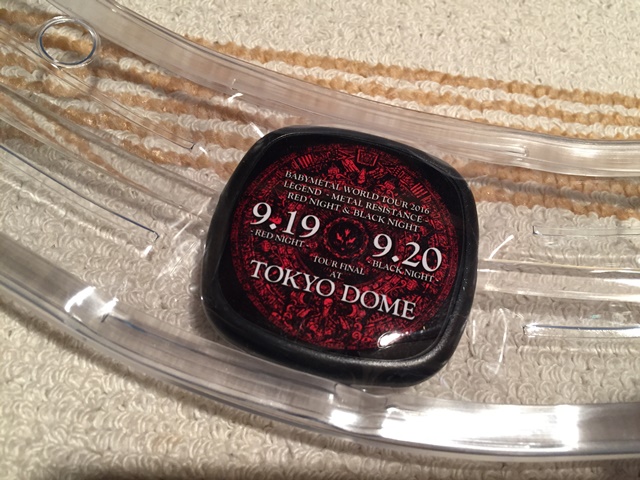 BABYMETAL WORLD TOUR 2016
LEGEND - METAL RESISTANCE -
RED NIGHT & BLACK NIGHT
9.19
- RED NIGHT -
9.20
- BLACK NIGHT -
TOUR FINAL
AT
TOKYO DOME